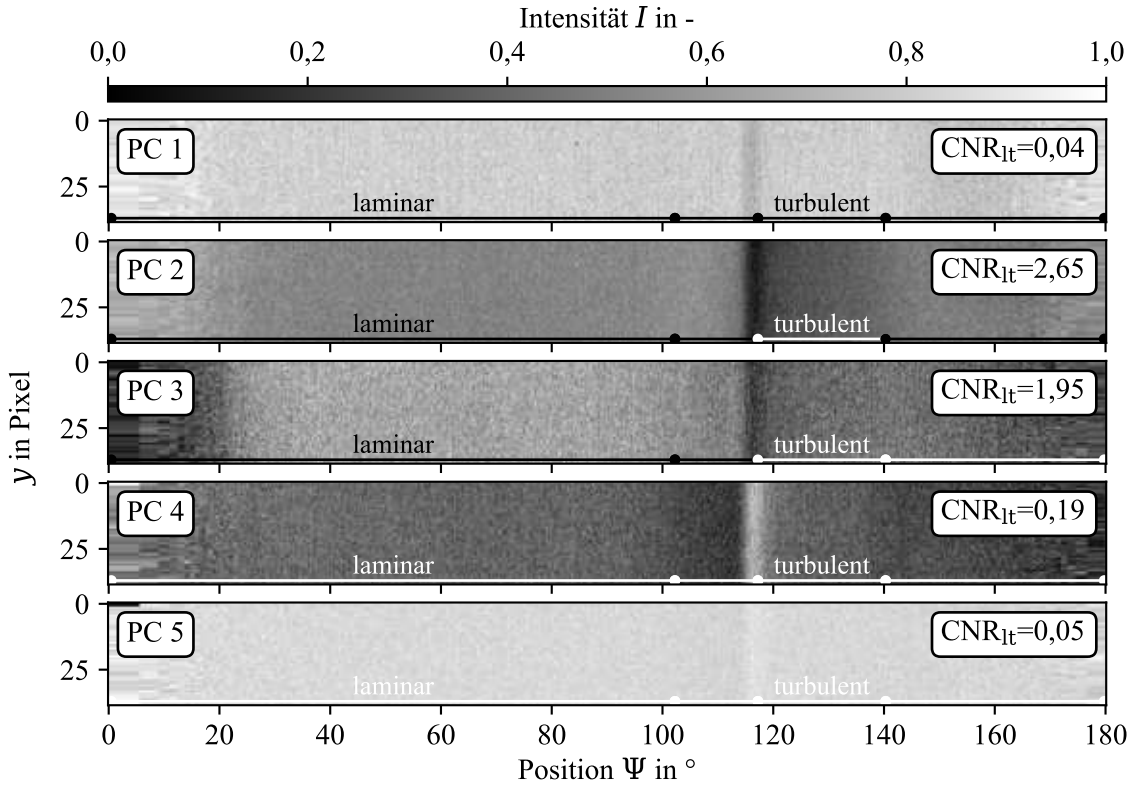 Intensität I in -
0,0 0,2 0,4 0,6 0,8 1,0
0
25
PC 1
CNRlt=0,04
laminar
turbulent
0
25
PC 2
CNRlt=2,65
laminar
turbulent
y in Pixel
0
25
PC 3
CNRlt=1,95
laminar
turbulent
0
25
PC 4
CNRlt=0,19
laminar
turbulent
0
25
PC 5
CNRlt=0,05
laminar
turbulent
0 20 40 60 80 100 120 140 160 180
Position Ψ in °